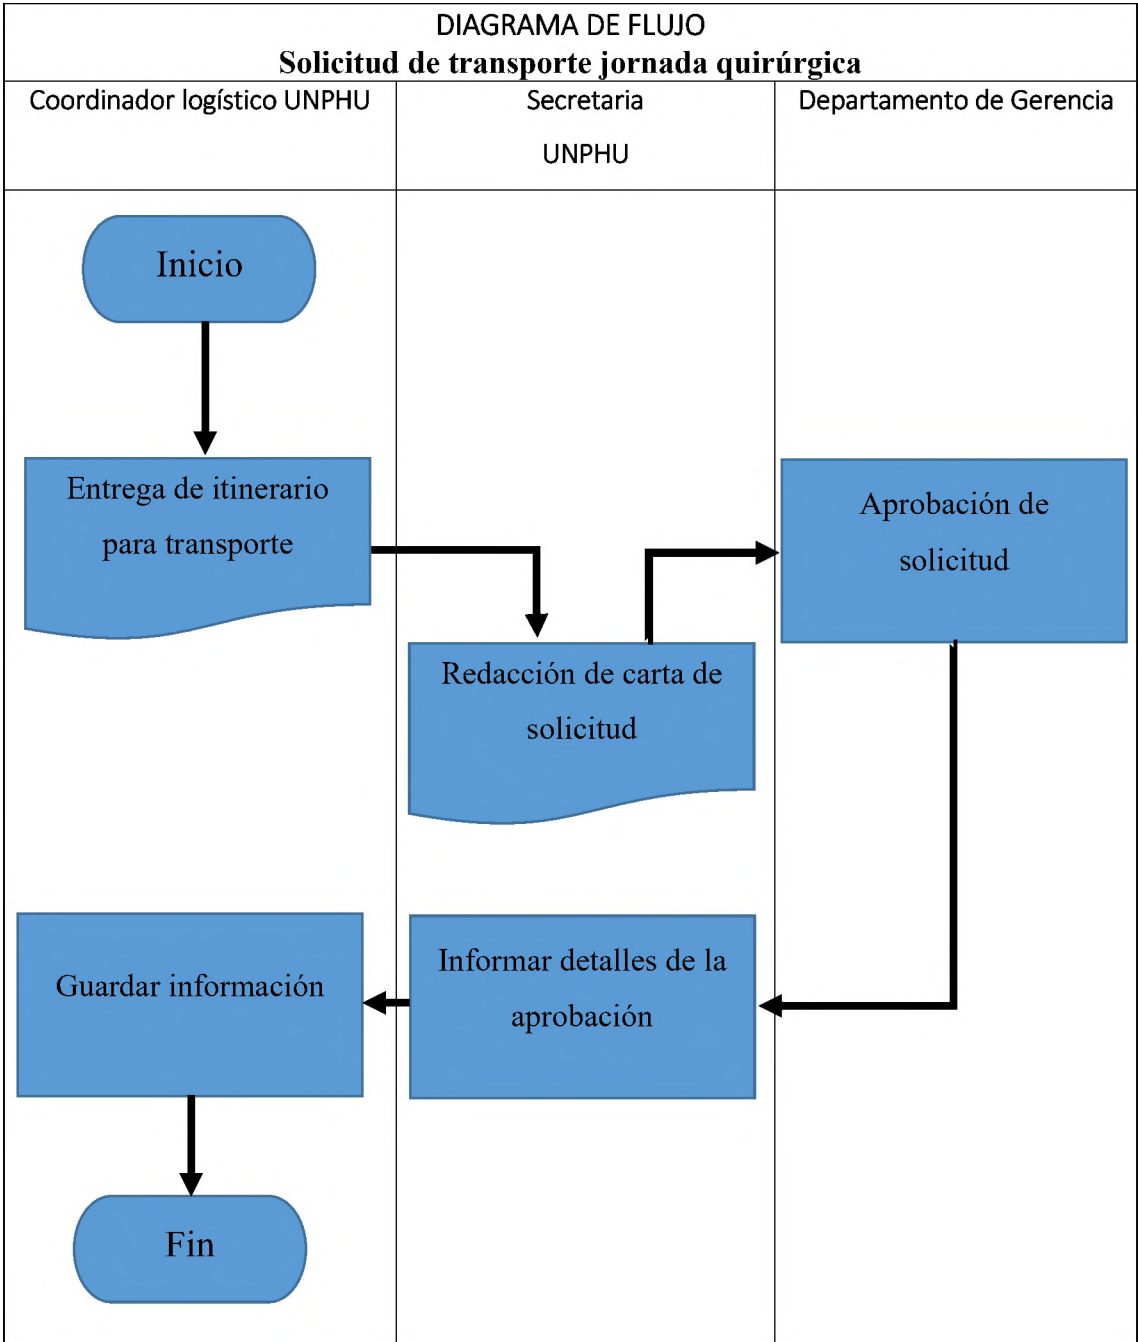 DIAGRAMA DE FLUJO
Solicitud de transporte jornada quirúrgica
Coordinador logístico UNPHU
Secretaria
UNPHU
Departamento de Gerencia
Inicio
Entrega de itinerario
para transporte
Aprobación de
solicitud
Redacción de carta de
solicitud
Guardar información
Informar detalles de la
aprobación
Fin